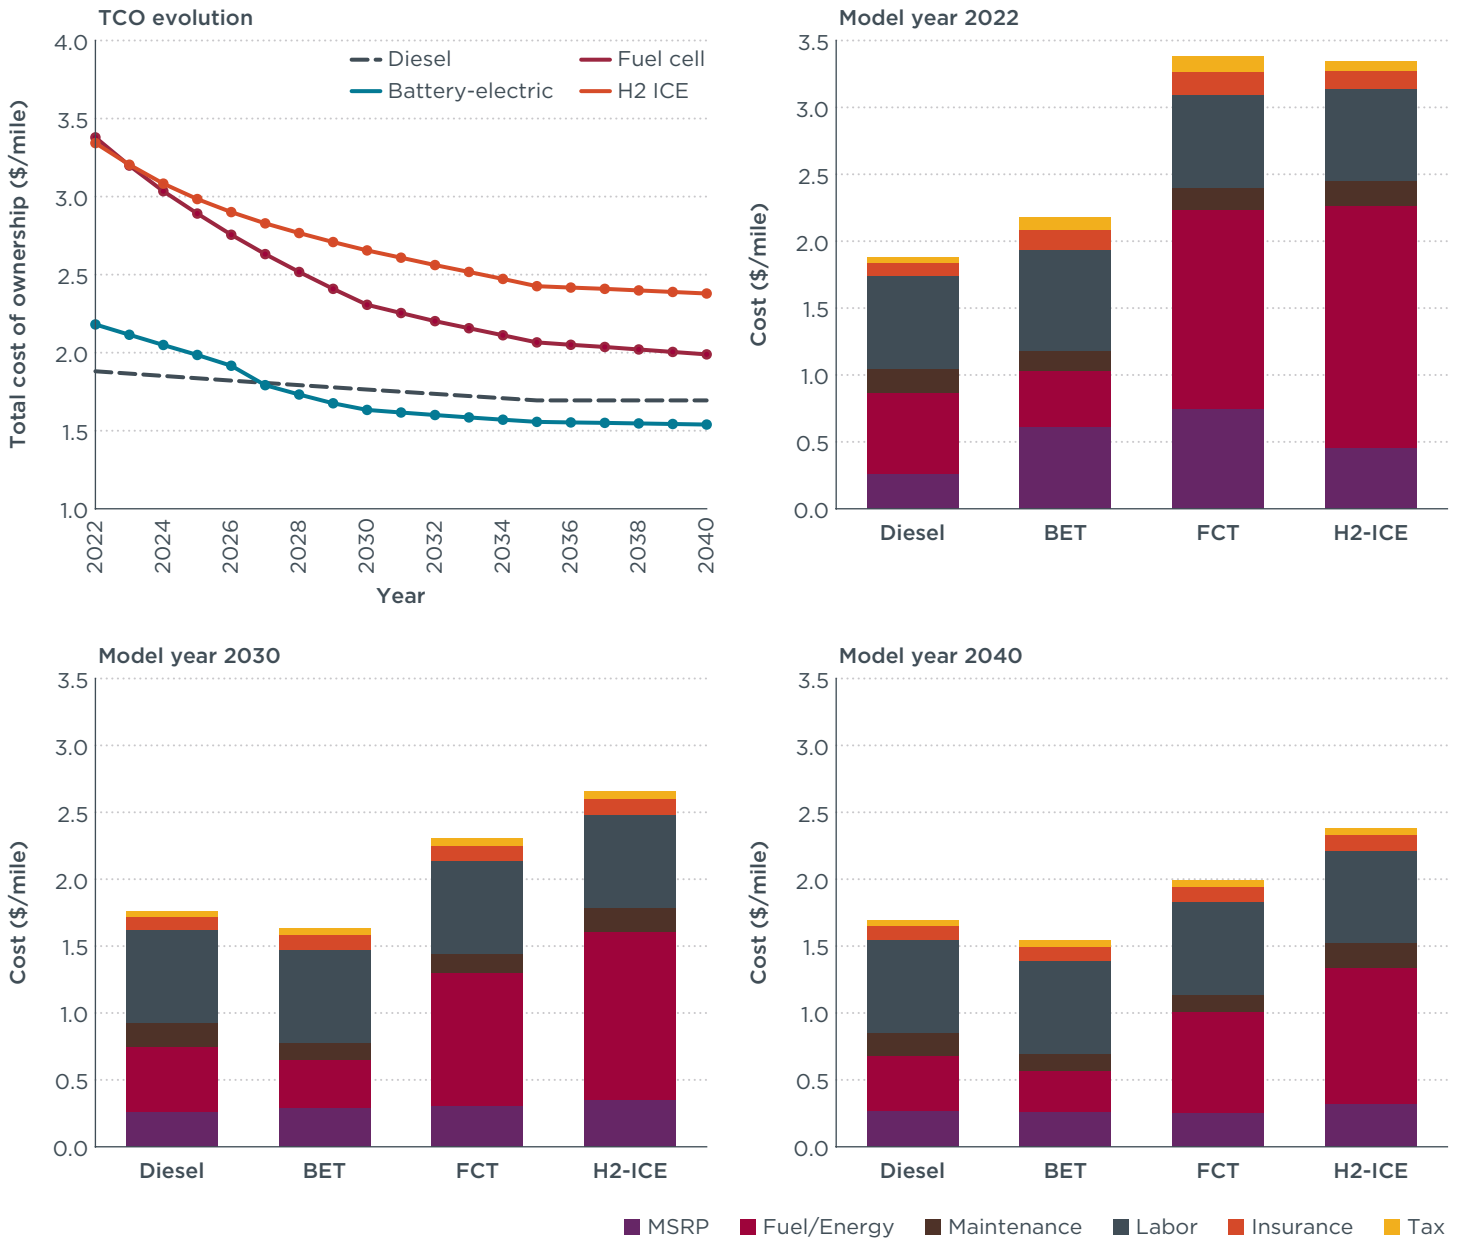 TCO evolution
4.0
3.5
3.0
2.5
2.0
1.5
1.0
Total cost of ownership ($/mile)
Diesel
Fuel cell
Battery-electric
H2 ICE
2022
2024
2026
2028
2030
2032
2034
2036
2038
2040
Year
Model year 2022
3.5
3.0
2.5
2.0
1.5
1.0
0.5
0.0
Cost ($/mile)
Diesel
BET
FCT
H2-ICE
Model year 2030
3.5
3.0
2.5
2.0
1.5
1.0
0.5
0.0
Cost ($/mile)
Diesel
BET
FCT
H2-ICE
Model year 2040
3.5
3.0
2.5
2.0
1.5
1.0
0.5
0.0
Cost ($/mile)
Diesel
BET
FCT
H2-ICE
MSRP
Fuel/Energy
Maintenance
Labor
Insurance
Tax